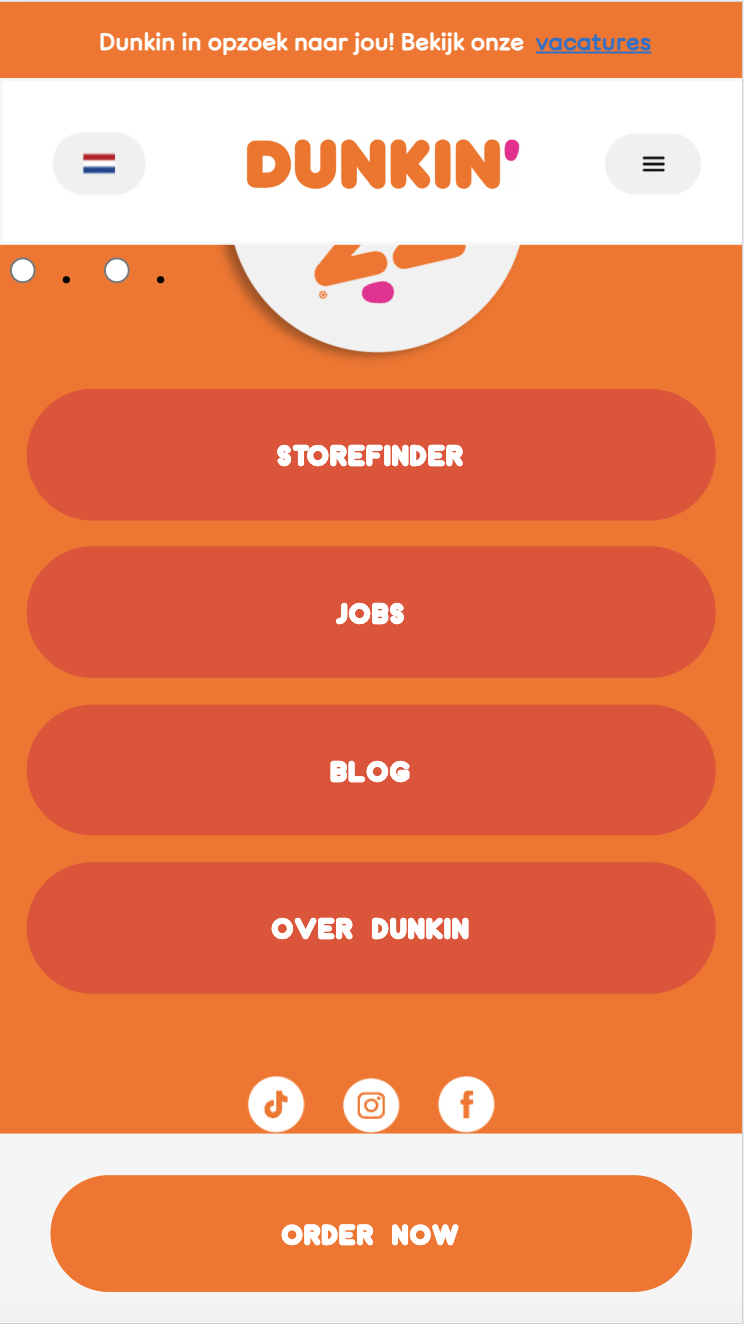 Dunkin in opzoek naar jou! Bekijk onze vacatures
DUNKIN'
STOREFINDER
JOBS
BLOG
OVER DUNKIN
ORDER NOW